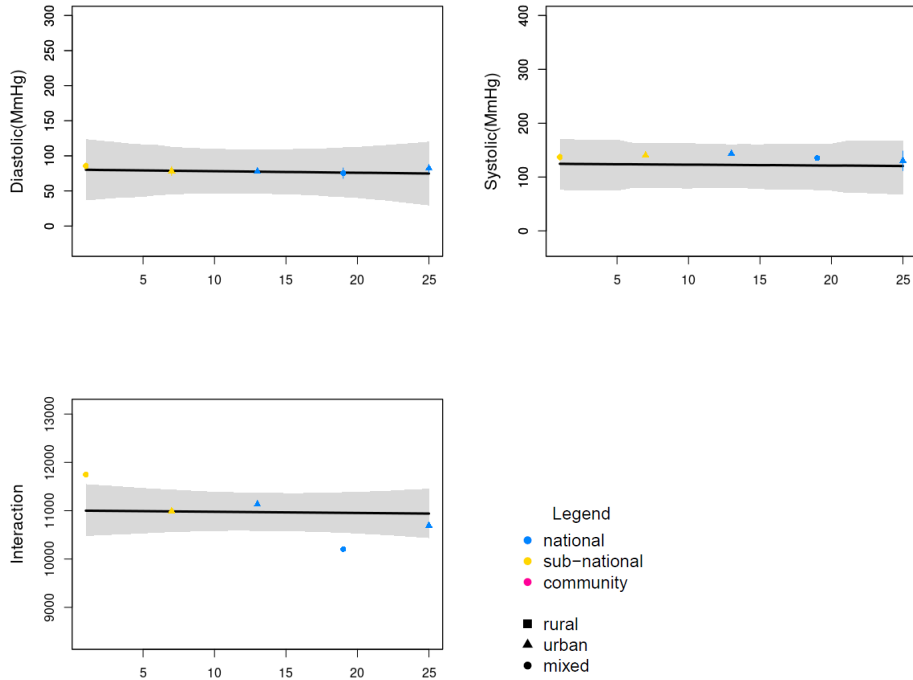 Diastolic(MmHg)
300
250
200
150
100
50
0
5 10 15 20 25
Systolic(MmHg)
400
300
200
100
0
5 10 15 20 25
Interaction
13000
12000
11000
10000
9000
5 10 15 20 25
Legend
national
sub−national
community
rural
urban
mixed